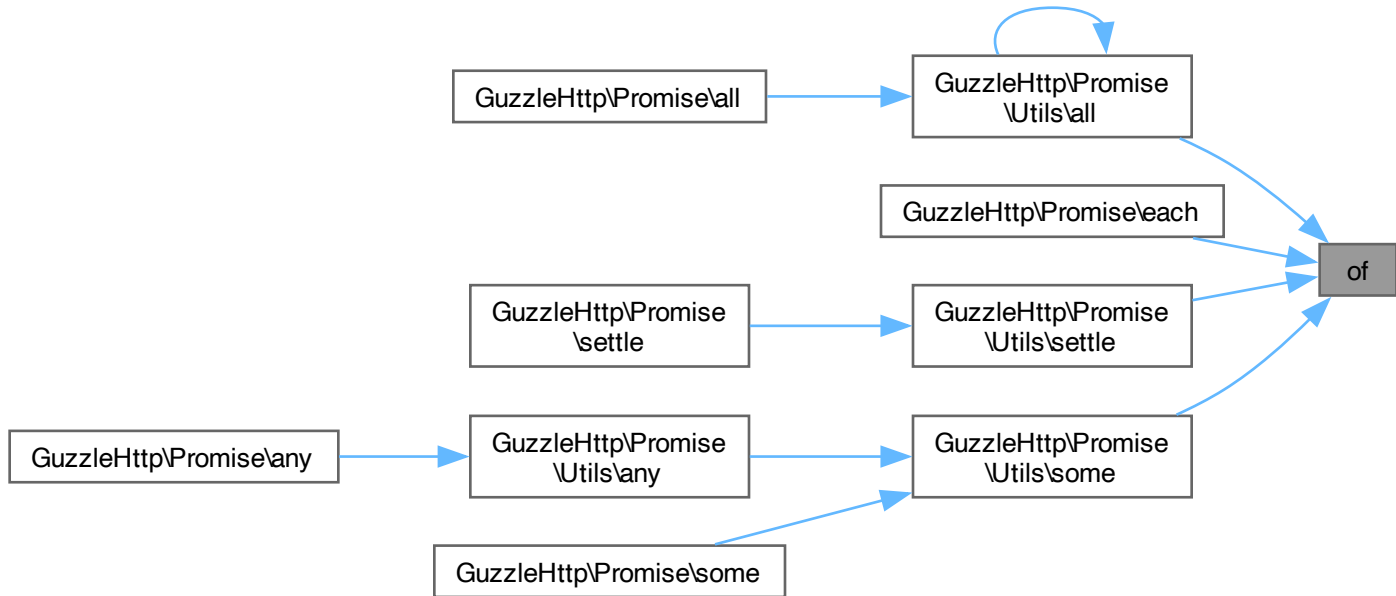 GuzzleHttp\Promise
\Utils\all
GuzzleHttp\Promise\all
GuzzleHttp\Promise\each
of
GuzzleHttp\Promise
\settle
GuzzleHttp\Promise
\Utils\settle
GuzzleHttp\Promise\any
GuzzleHttp\Promise
\Utils\any
GuzzleHttp\Promise
\Utils\some
GuzzleHttp\Promise\some